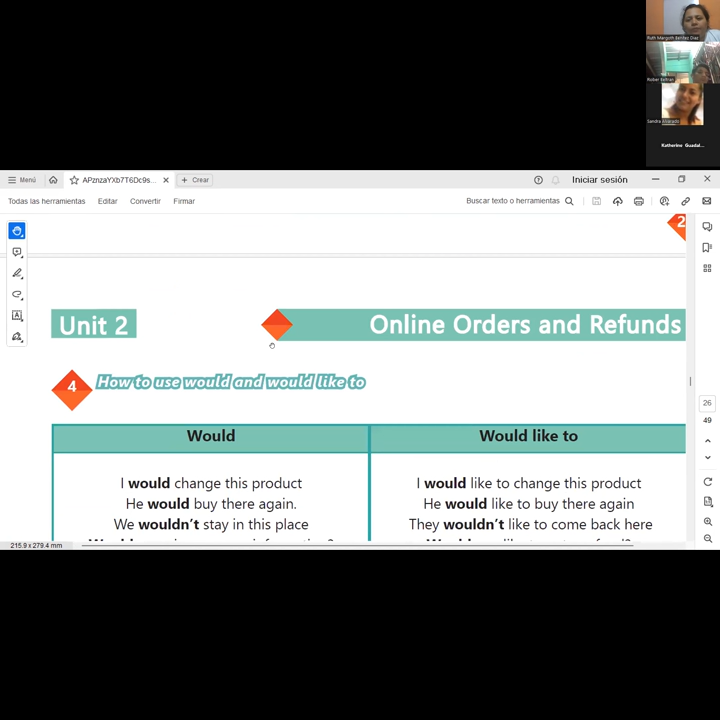 Ruth Margoth Benitez Diaz
Rolber Beltran
Sandra Alvarado
Katherine Guadal...
Menú
APznzaYXb7T6Dc9s...
Crear
Iniciar sesión
Todas las herramientas
Editar
Convertir
Firmar
Buscar texto o herramientas
2
Unit 2
Online Orders and Refunds
4
How to use would and would like to
Would
Would like to
I would change this product
I would like to change this product
He would buy there again.
He would like to buy there again
We wouldn't stay in this place
They wouldn't like to come back here
26
49
215.9 x 279.4 mm